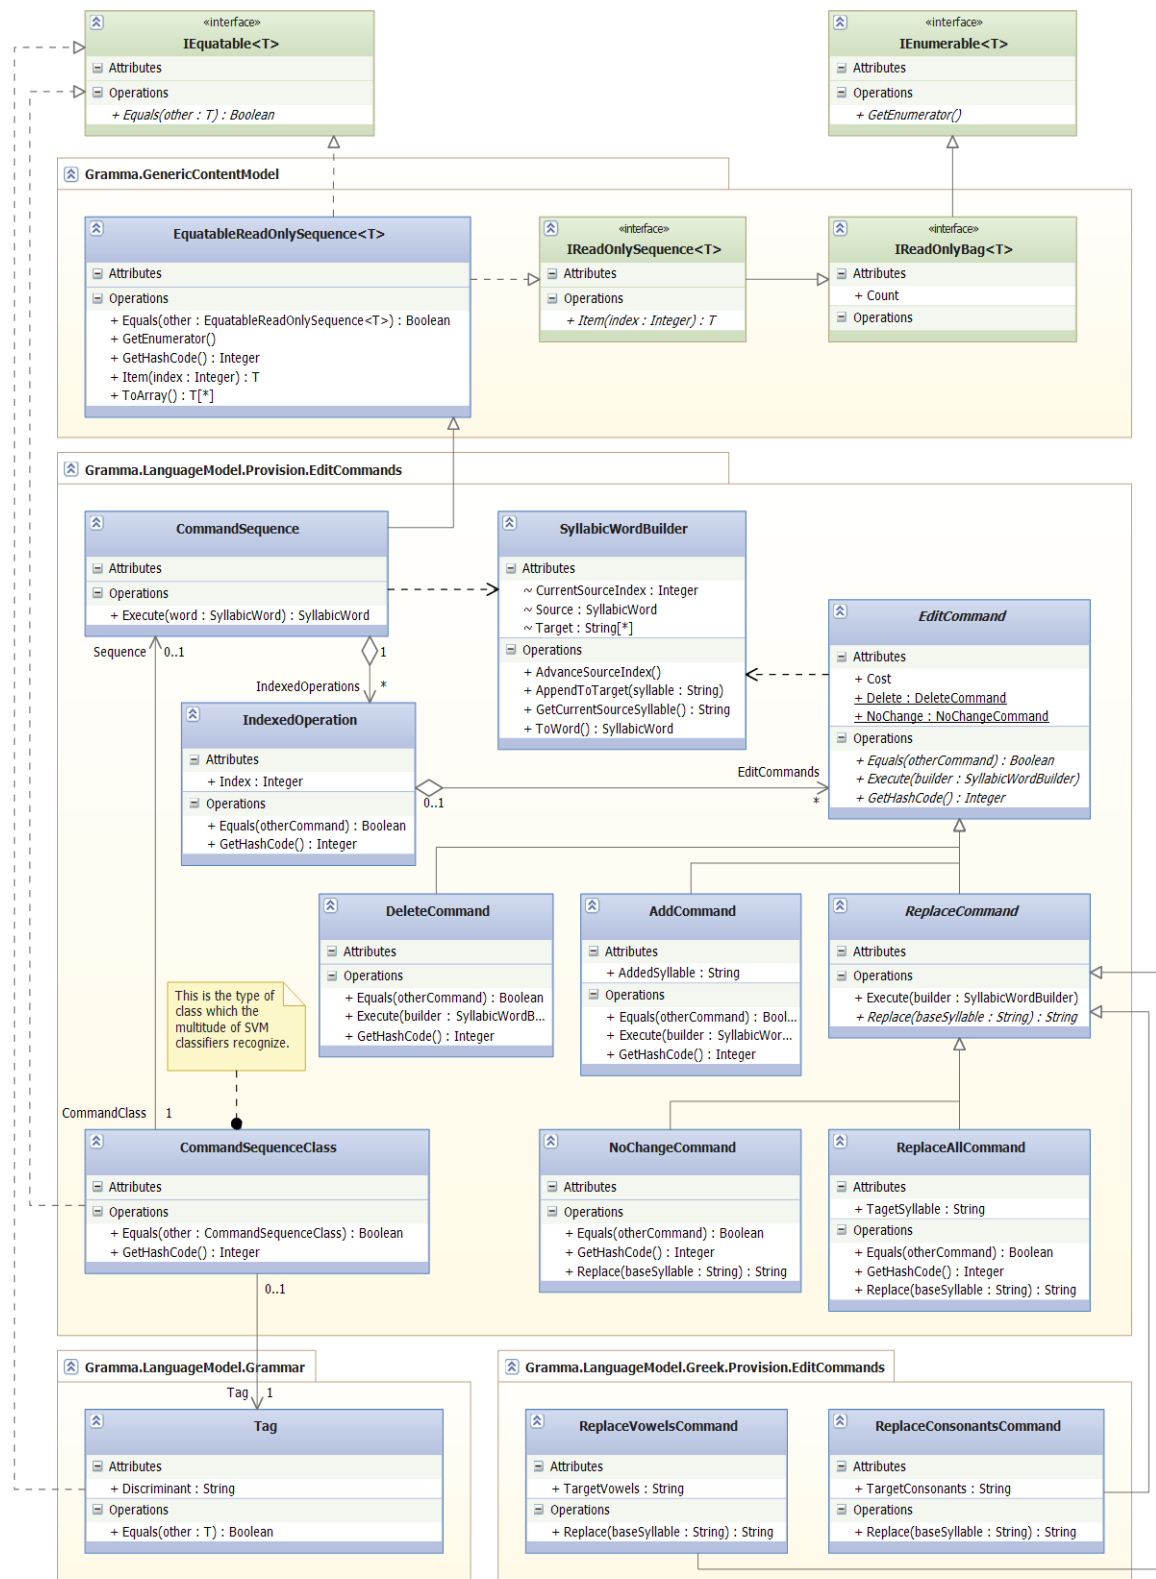 «interface»
IEquatable<T>
Attributes
Operations
+ Equals(other : T) : Boolean
«interface»
IEnumerable<T>
Attributes
Operations
+ GetEnumerator()
Gramma.GenericContentModel
EquatableReadOnlySequence<T>
Attributes
Operations
+ Equals(other : EquatableReadOnlySequence<T>) : Boolean
+ GetEnumerator()
+ GetHashCode() : Integer
+ Item(index : Integer) : T
+ ToArray() : T[*]
«interface»
IReadOnlySequence<T>
Attributes
Operations
+ Item(index : Integer) : T
«interface»
IReadOnlyBag<T>
Attributes
+ Count
Operations
Gramma.LanguageModel.Provision.EditCommands
CommandSequence
Attributes
Operations
+ Execute(word : SyllabicWord) : SyllabicWord
SyllabicWordBuilder
Attributes
~ CurrentSourceIndex : Integer
~ Source : SyllabicWord
~ Target : String[*]
Operations
+ AdvanceSourceIndex()
+ AppendToTarget(syllable : String)
+ GetCurrentSourceSyllable() : String
+ ToWord() : SyllabicWord
EditCommand
Attributes
+ Cost
+ Delete : DeleteCommand
+ NoChange : NoChangeCommand
Operations
+ Equals(otherCommand) : Boolean
+ Execute(builder : SyllabicWordBuilder)
+ GetHashCode() : Integer
Sequence
0..1
1
IndexedOperations
*
IndexedOperation
Attributes
+ Index : Integer
Operations
+ Equals(otherCommand) : Boolean
+ GetHashCode() : Integer
0..1
EditCommands
*
DeleteCommand
Attributes
Operations
+ Equals(otherCommand) : Boolean
+ Execute(builder : SyllabicWordB...
+ GetHashCode() : Integer
AddCommand
Attributes
+ AddedSyllable : String
Operations
+ Equals(otherCommand) : Bool...
+ Execute(builder : SyllabicWor...
+ GetHashCode() : Integer
ReplaceCommand
Attributes
Operations
+ Execute(builder : SyllabicWordBuilder)
+ Replace(baseSyllable : String) : String
This is the type of
class which the
multitude of SVM
classifiers recognize.
CommandClass
1
CommandSequenceClass
Attributes
Operations
+ Equals(other : CommandSequenceClass) : Boolean
+ GetHashCode() : Integer
NoChangeCommand
Attributes
Operations
+ Equals(otherCommand) : Boolean
+ GetHashCode() : Integer
+ Replace(baseSyllable : String) : String
ReplaceAllCommand
Attributes
+ TagetSyllable : String
Operations
+ Equals(otherCommand) : Boolean
+ GetHashCode() : Integer
+ Replace(baseSyllable : String) : String
0..1
Gramma.LanguageModel.Grammar
Tag
1
Tag
Attributes
+ Discriminant : String
Operations
+ Equals(other : T) : Boolean
Gramma.LanguageModel.Greek.Provision.EditCommands
ReplaceVowelsCommand
Attributes
+ TargetVowels : String
Operations
+ Replace(baseSyllable : String) : String
ReplaceConsonantsCommand
Attributes
+ TargetConsonants : String
Operations
+ Replace(baseSyllable : String) : String